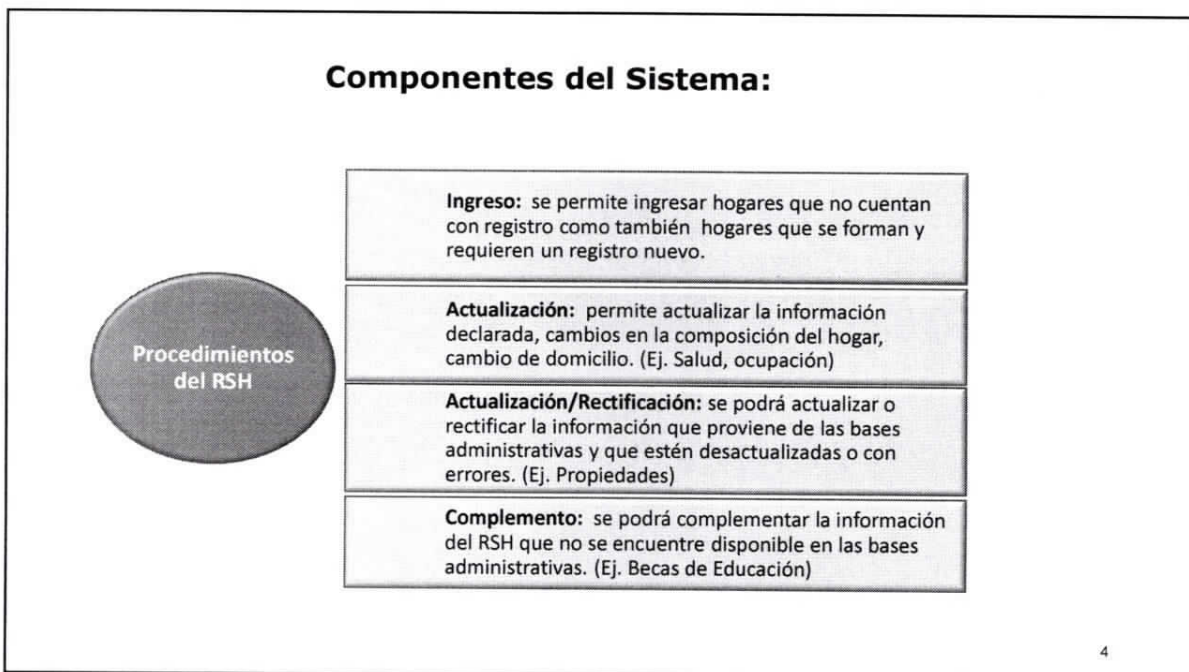 Componentes del Sistema:
Procedimientos
del RSH
Ingreso: se permite ingresar hogares que no cuentan
con registro como también hogares que se forman y
requieren un registro nuevo.
Actualización: permite actualizar la información
declarada, cambios en la composición del hogar,
cambio de domicilio. (Ej. Salud, ocupación)
Actualización/Rectificación: se podrá actualizar o
rectificar la información que proviene de las bases
administrativas y que estén desactualizadas o con
errores. (Ej. Propiedades)
Complemento: se podrá complementar la información
del RSH que no se encuentre disponible en las bases
administrativas. (Ej. Becas de Educación)
4